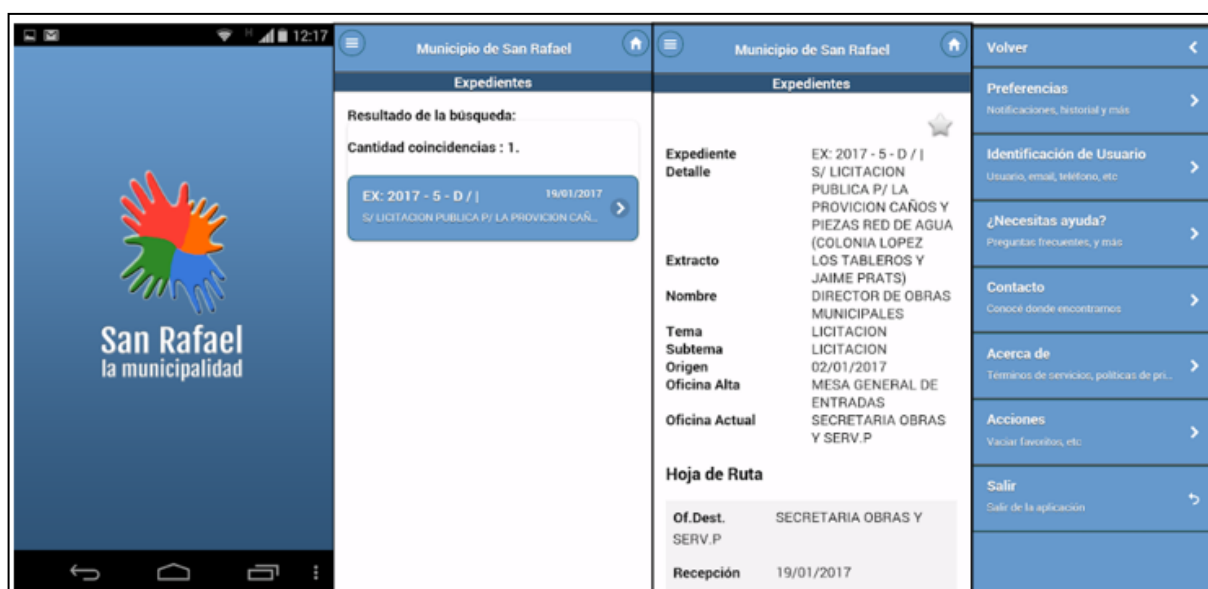 H 12:17
San Rafael
la municipalidad
Municipio de San Rafael
Expedientes
Resultado de la búsqueda:
Cantidad coincidencias : 1.
EX: 2017 - 5 - D / | 19/01/2017
S/ LICITACION PUBLICA P/ LA PROVICION CAÑ...
Municipio de San Rafael
Expedientes
Expediente EX: 2017 - 5 - D / |
Detalle S/ LICITACION
PUBLICA P/ LA
PROVICION CAÑOS Y
PIEZAS RED DE AGUA
(COLONIA LOPEZ
Extracto LOS TABLEROS Y
JAIME PRATS)
Nombre DIRECTOR DE OBRAS
MUNICIPALES
Tema LICITACION
Subtema LICITACION
Origen 02/01/2017
Oficina Alta MESA GENERAL DE
ENTRADAS
Oficina Actual SECRETARIA OBRAS
Y SERV.P
Hoja de Ruta
Of.Dest. SECRETARIA OBRAS Y
SERV.P
Recepción 19/01/2017
Volver
Preferencias
Notificaciones, historial y más
Identificación de Usuario
Usuario, email, teléfono, etc
¿Necesitas ayuda?
Preguntas frecuentes, y más
Contacto
Conocé donde encontrarnos
Acerca de
Términos de servicios, políticas de pri...
Acciones
Vaciar favoritos, etc
Salir
Salir de la aplicación